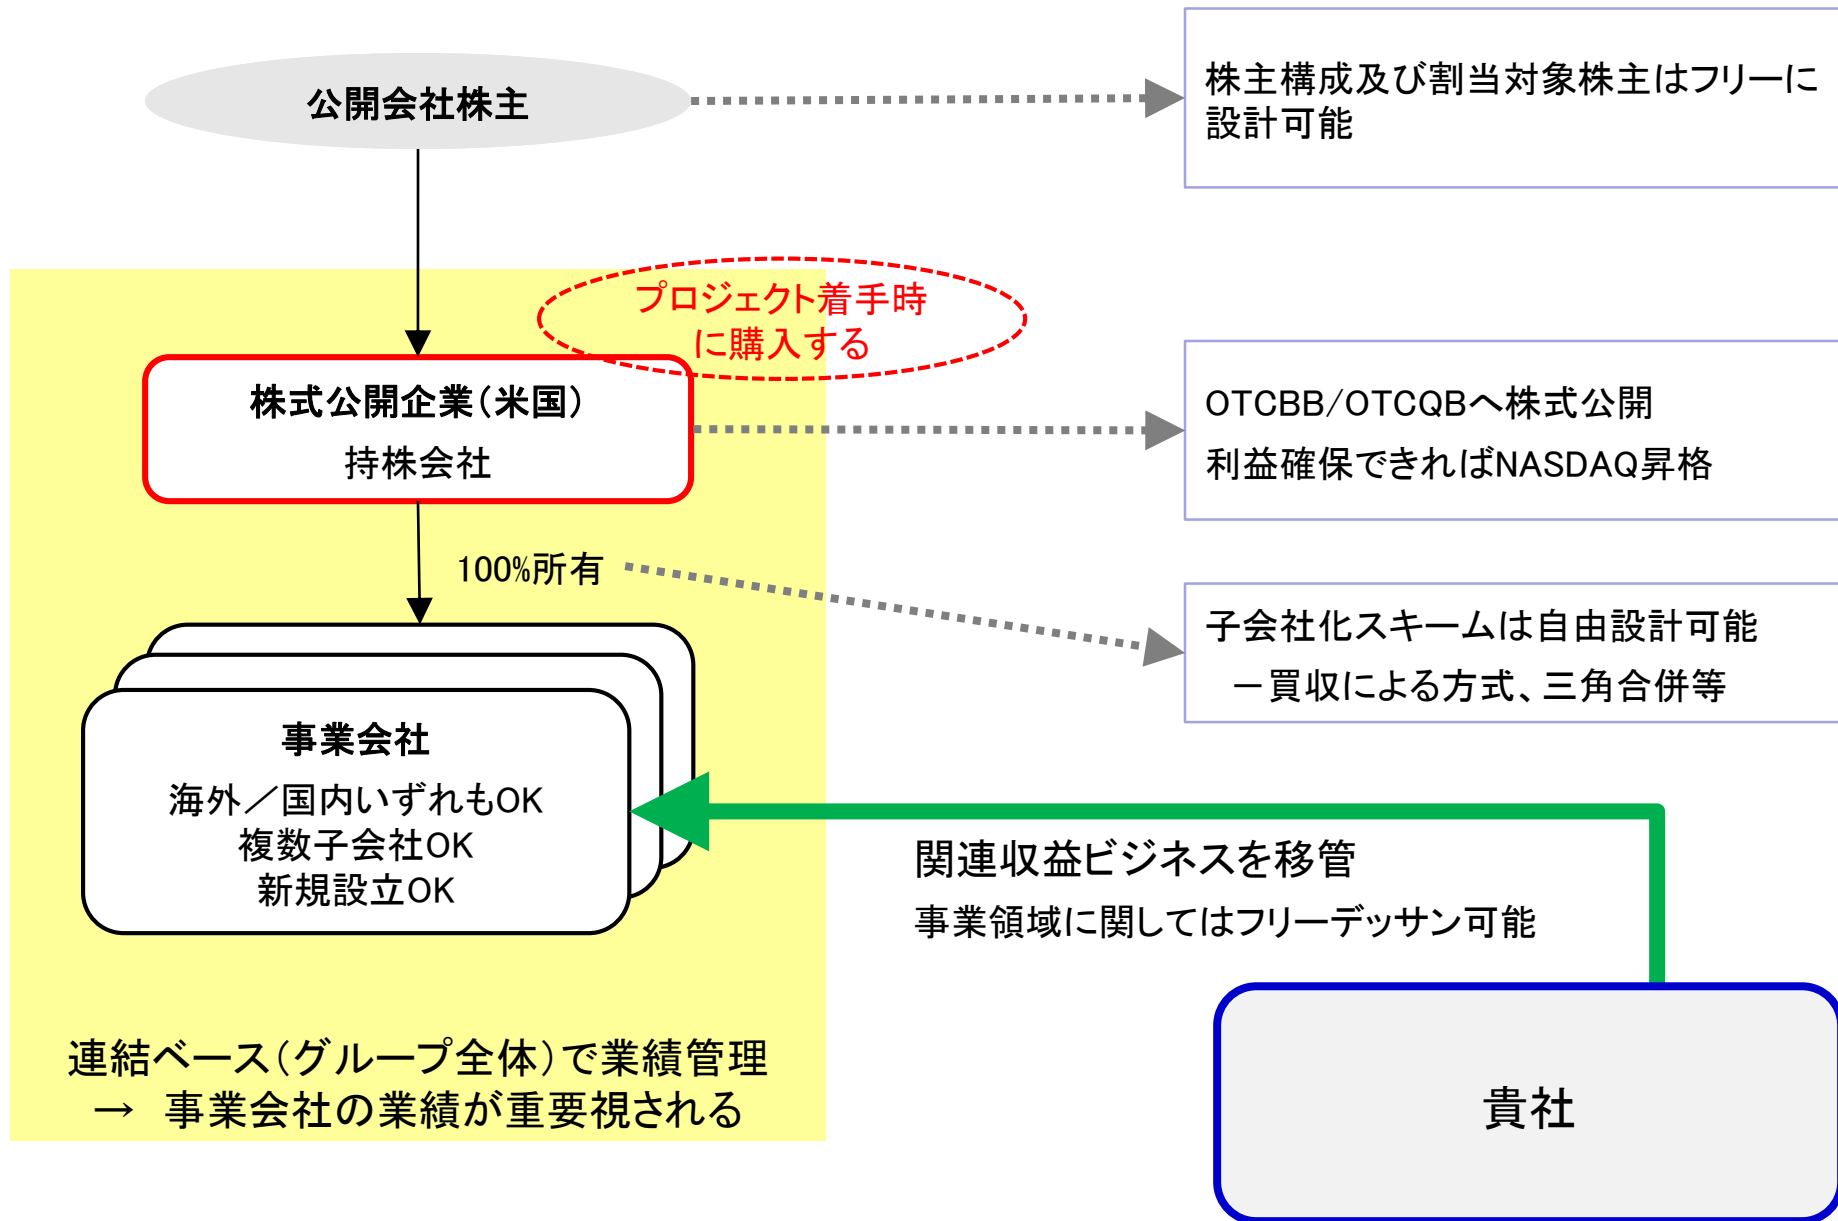 公開会社株主
株主構成及び割当対象株主はフリーに
設計可能
プロジェクト着手時
に購入する
株式公開企業(米国)
持株会社
OTCBB/OTCQBへ株式公開
利益確保できればNASDAQ昇格
100%所有
子会社化スキームは自由設計可能
－買収による方式、三角合併等
事業会社
海外／国内いずれもOK
複数子会社OK
新規設立OK
関連収益ビジネスを移管
事業領域に関してはフリーデッサン可能
連結ベース(グループ全体)で業績管理
→ 事業会社の業績が重要視される
貴社